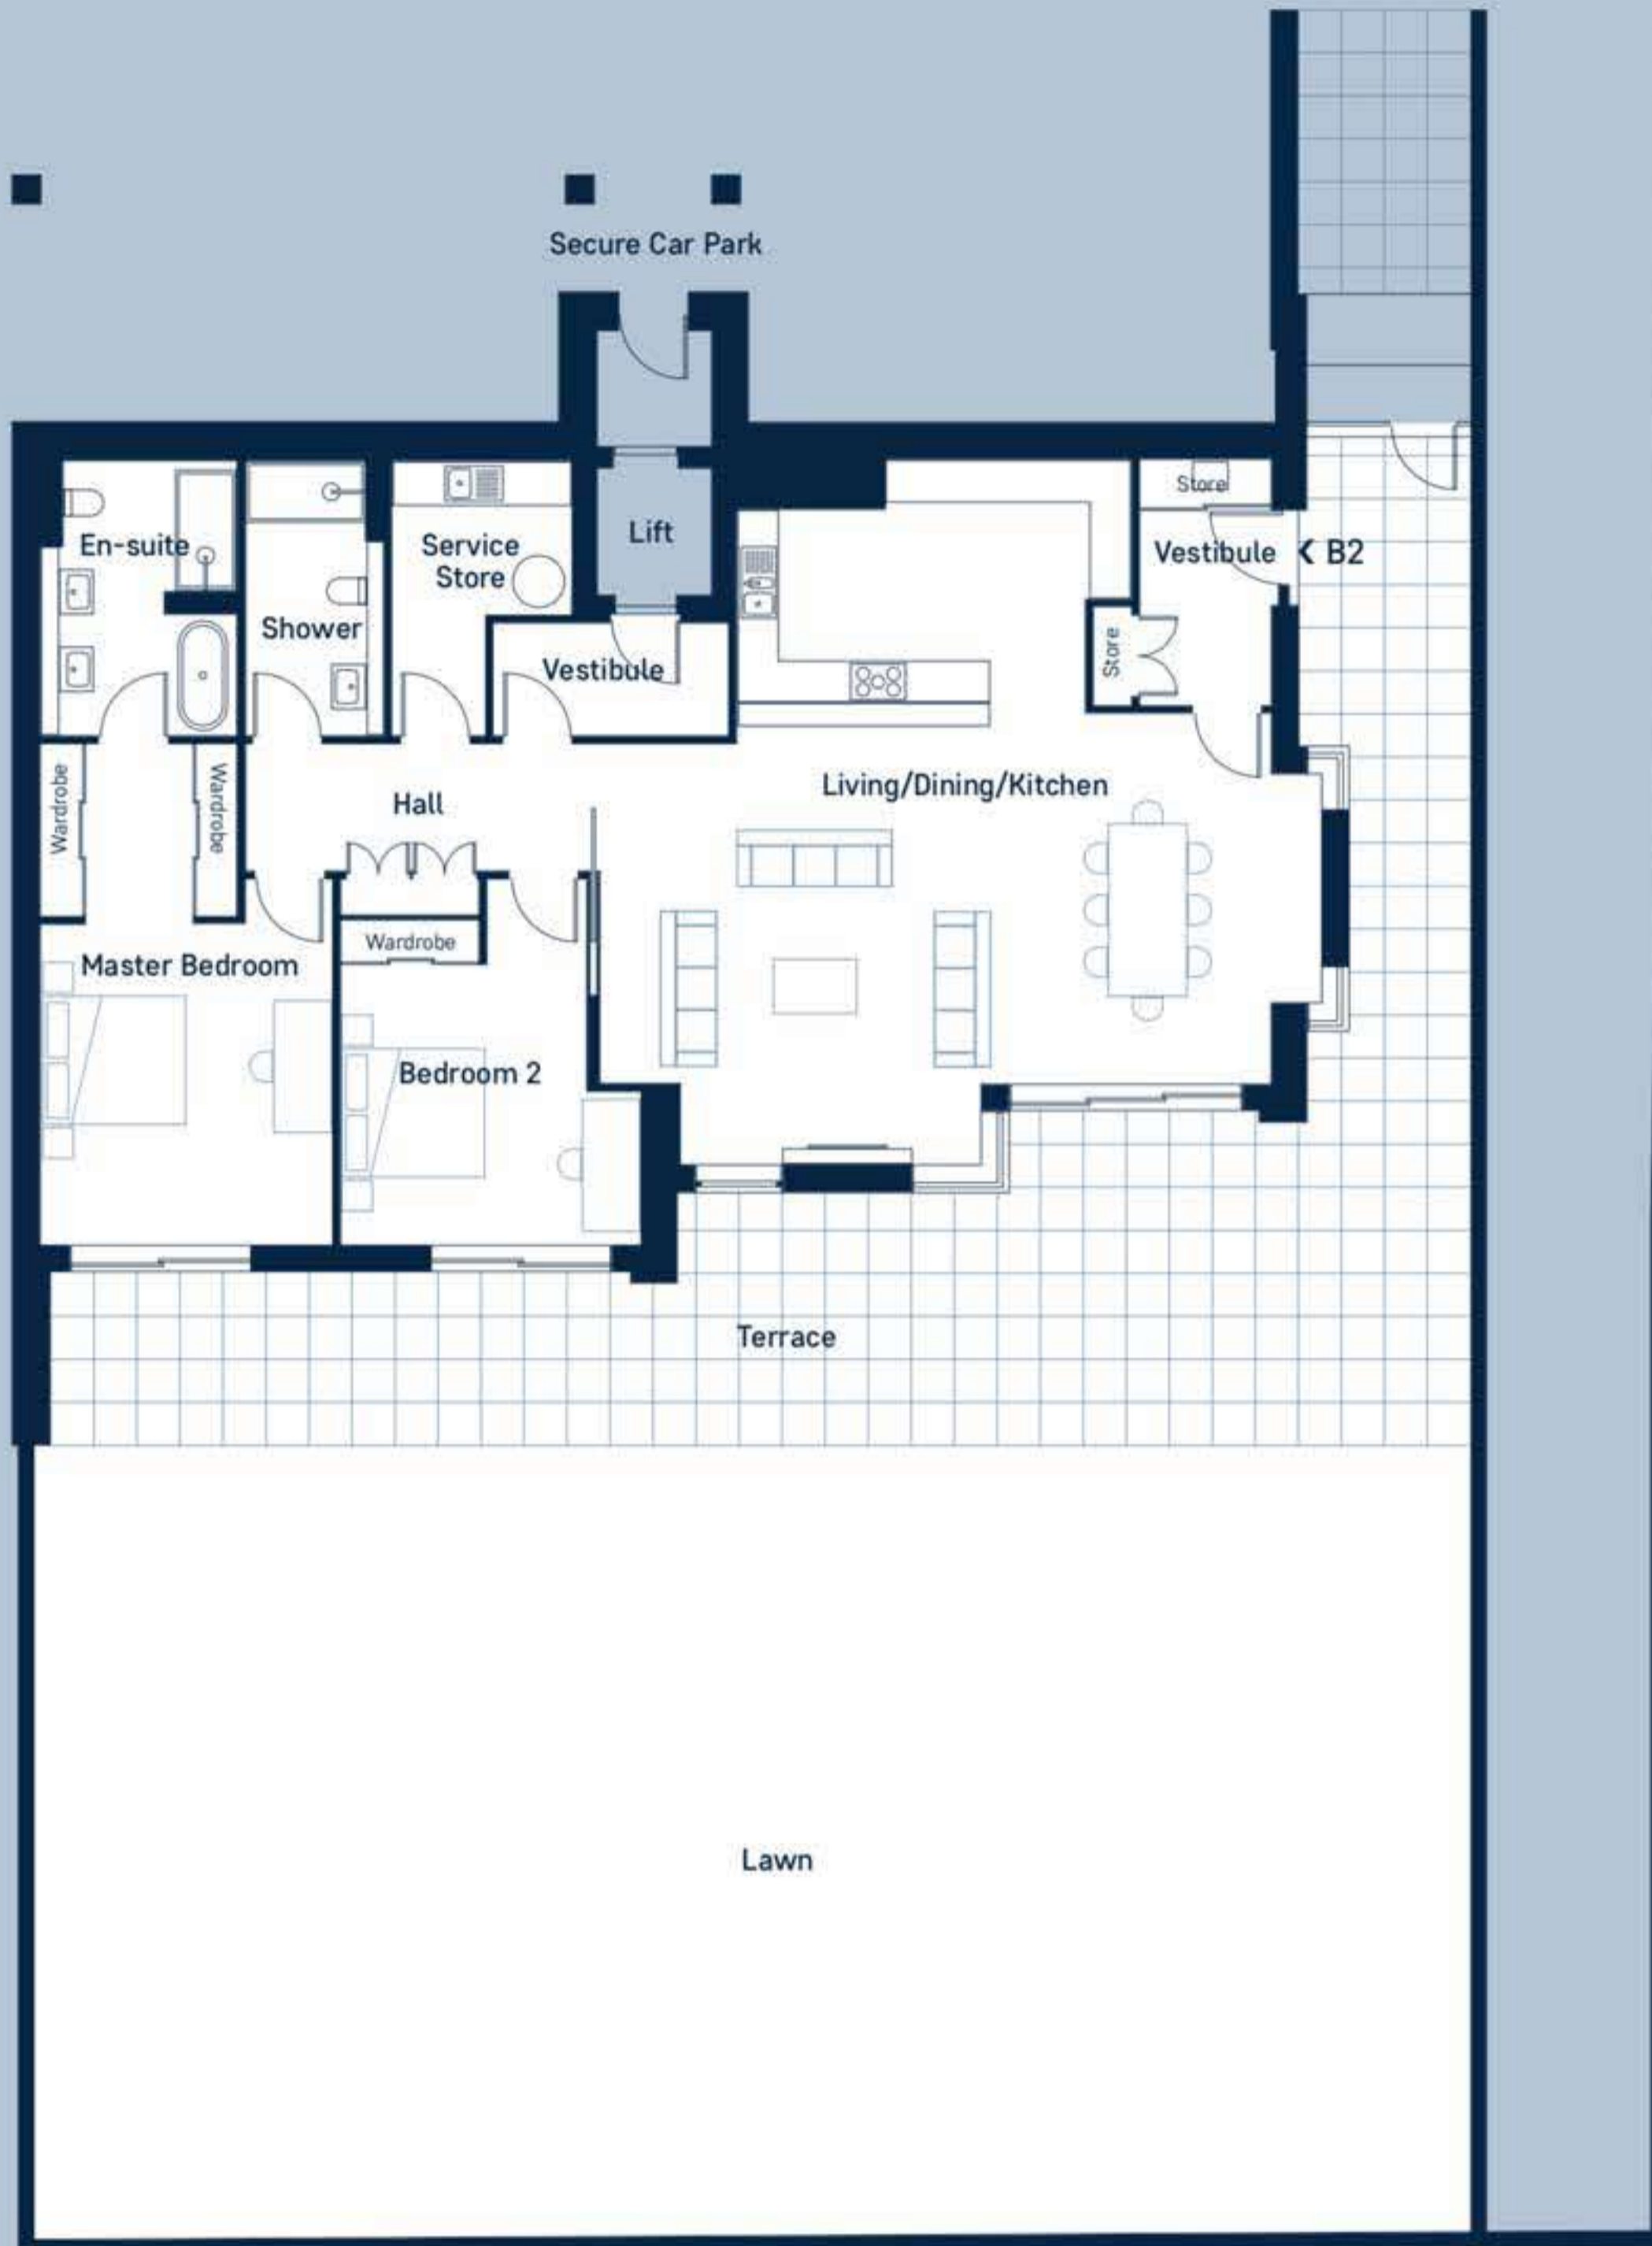 Secure Car Park
Store
Lift
En-suite
Service
Store
Vestibule
< B2
Shower
Store
Vestibule
Wardrobe
Wardrobe
Hall
Living/Dining/Kitchen
Wardrobe
Master Bedroom
Bedroom 2
Terrace
Lawn